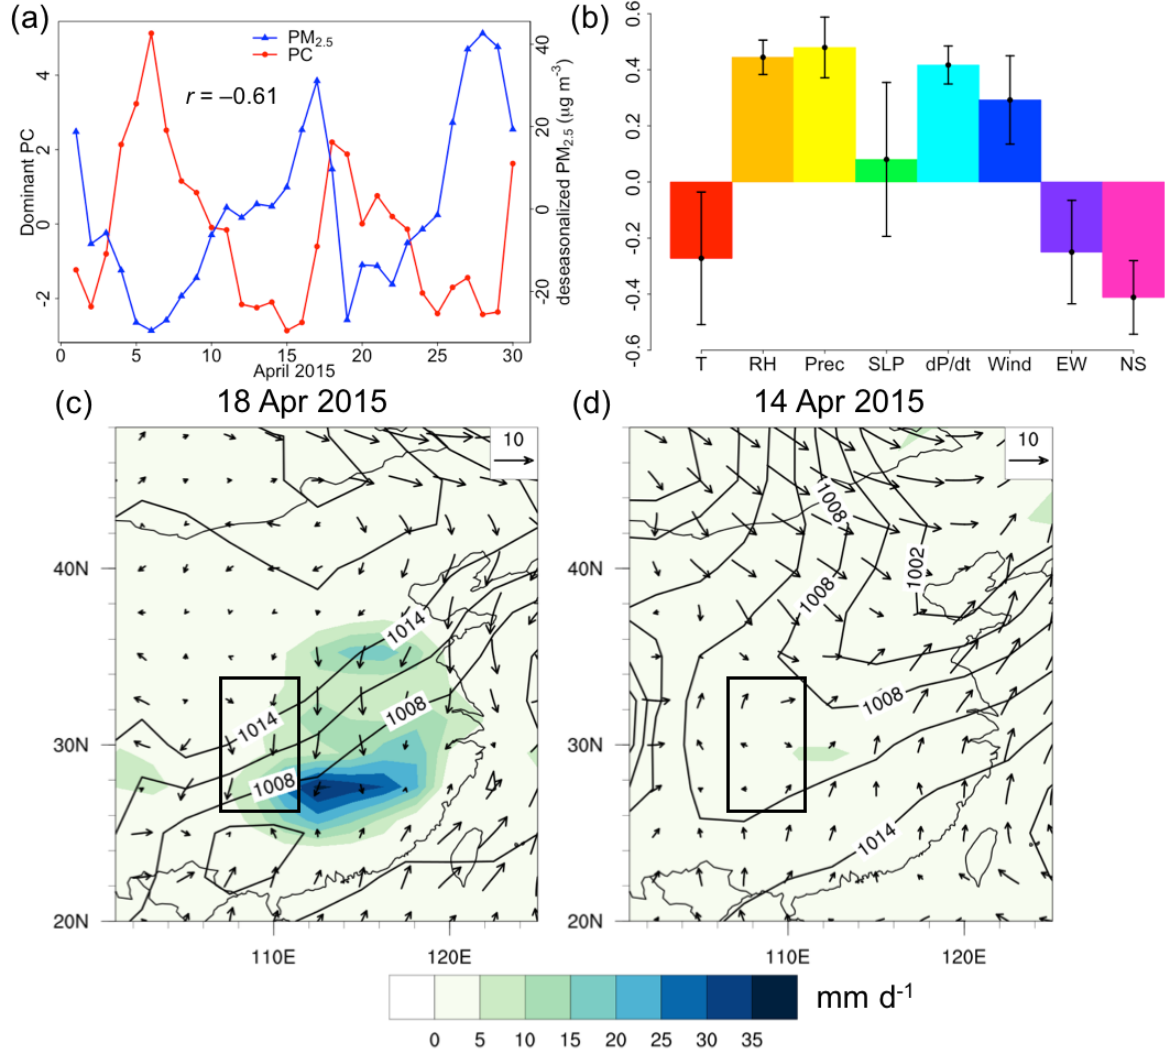 (a)
PM2.5
PC
r = –0.61
4
2
0
-2
Dominant PC
40
20
0
-20
deseasonalized PM2.5 (µg m-3)
0 5 10 15 20 25 30
April 2015
(b)
0.6
0.4
0.2
0.0
-0.2
-0.4
-0.6
T RH Prec SLP dP/dt Wind EW NS
(c) 18 Apr 2015
10
40N
30N
20N
1014
1008
1014
1008
110E 120E
(d) 14 Apr 2015
10
40N
30N
20N
1008
1002
1008
1008
1014
110E 120E
mm d-1
0 5 10 15 20 25 30 35